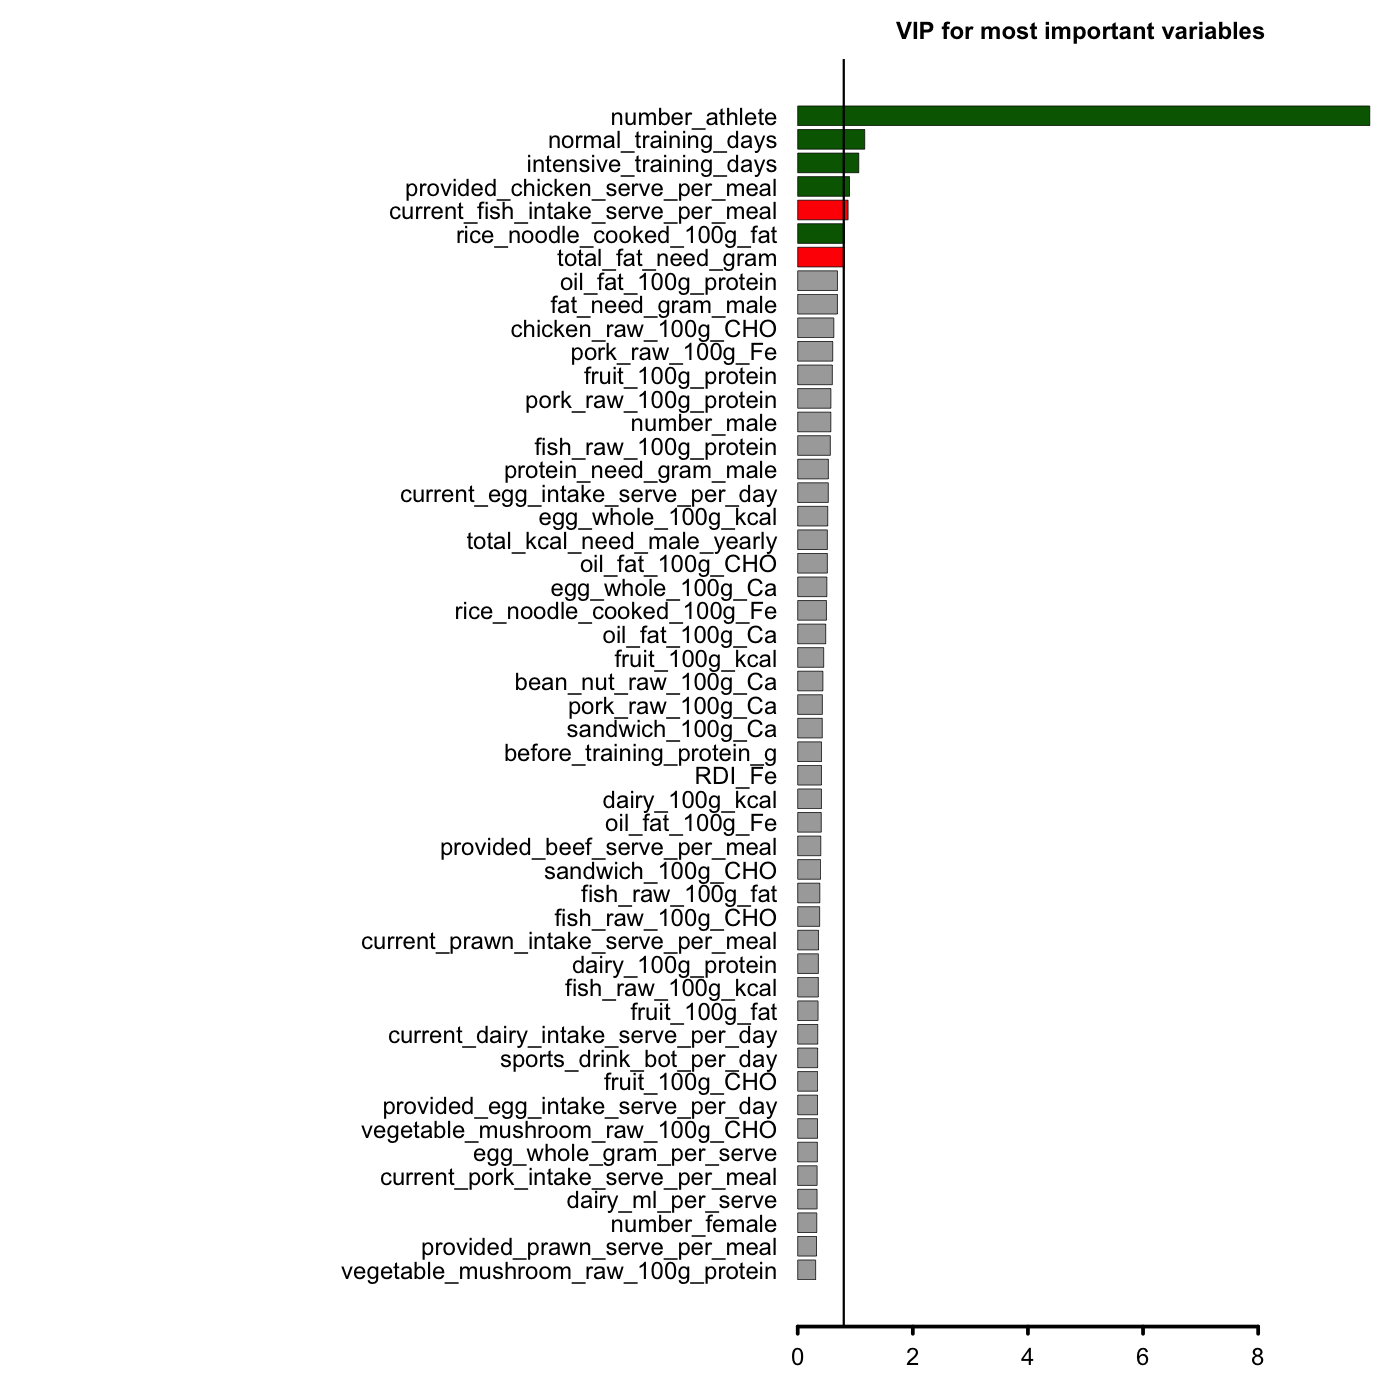 VIP for most important variables
number_athlete
normal_training_days
intensive_training_days
provided_chicken_serve_per_meal
current_fish_intake_serve_per_meal
rice_noodle_cooked_100g_fat
total_fat_need_gram
oil_fat_100g_protein
fat_need_gram_male
chicken_raw_100g_CHO
pork_raw_100g_Fe
fruit_100g_protein
pork_raw_100g_protein
number_male
fish_raw_100g_protein
protein_need_gram_male
current_egg_intake_serve_per_day
egg_whole_100g_kcal
total_kcal_need_male_yearly
oil_fat_100g_CHO
egg_whole_100g_Ca
rice_noodle_cooked_100g_Fe
oil_fat_100g_Ca
fruit_100g_kcal
bean_nut_raw_100g_Ca
pork_raw_100g_Ca
sandwich_100g_Ca
before_training_protein_g
RDI_Fe
dairy_100g_kcal
oil_fat_100g_Fe
provided_beef_serve_per_meal
sandwich_100g_CHO
fish_raw_100g_fat
fish_raw_100g_CHO
current_prawn_intake_serve_per_meal
dairy_100g_protein
fish_raw_100g_kcal
fruit_100g_fat
current_dairy_intake_serve_per_day
sports_drink_bot_per_day
fruit_100g_CHO
provided_egg_intake_serve_per_day
vegetable_mushroom_raw_100g_CHO
egg_whole_gram_per_serve
current_pork_intake_serve_per_meal
dairy_ml_per_serve
number_female
provided_prawn_serve_per_meal
vegetable_mushroom_raw_100g_protein
0 2 4 6 8